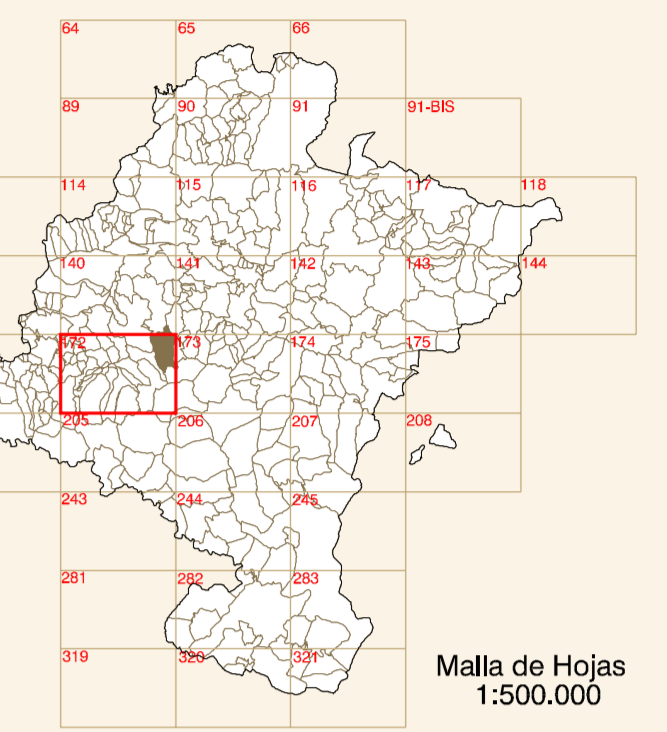 64 65 66
89 90 91 91-BIS
114 115 116 117 118
140 141 142 143 144
172 173 174 175
205 206 207 208
243 244 245
281 282 283
319 320 321
Malla de Hojas
1:500.000